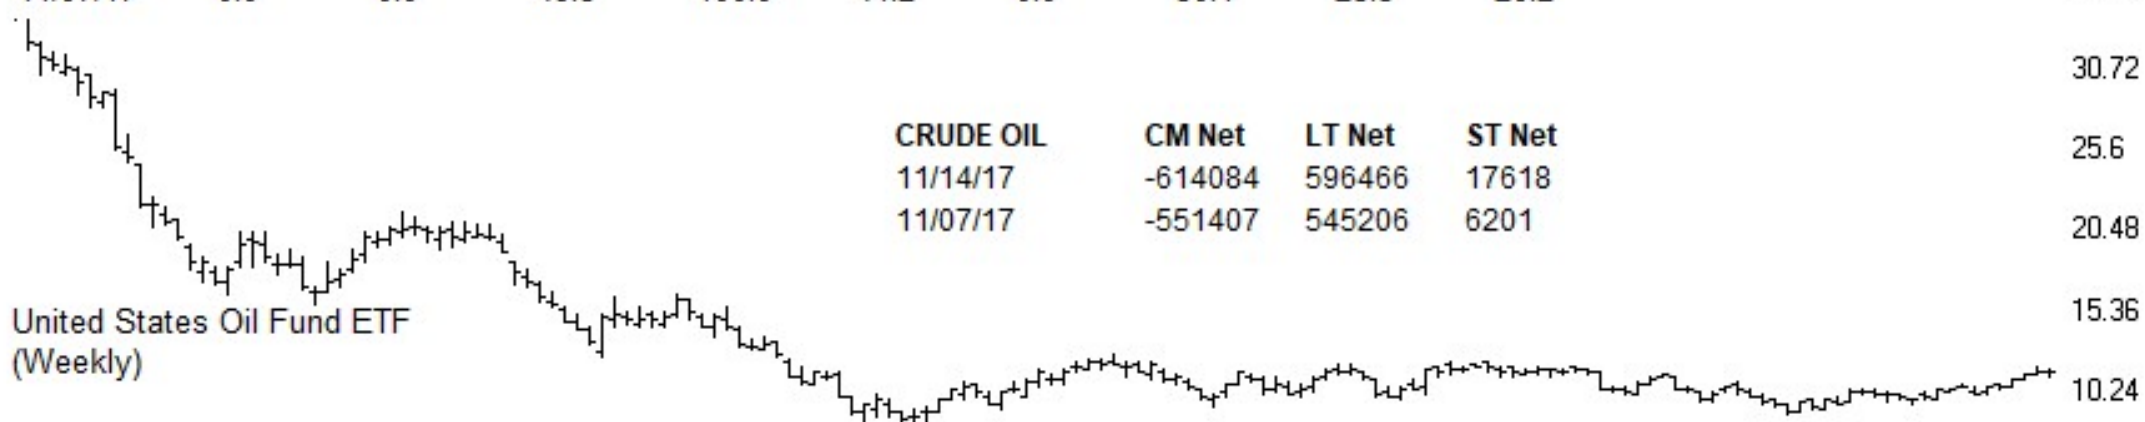 30.72
CRUDE OIL CM Net LT Net ST Net
25.6
11/14/17 -614084 596466 17618
11/07/17 -551407 545206 6201
20.48
United States Oil Fund ETF
15.36
(Weekly)
10.24